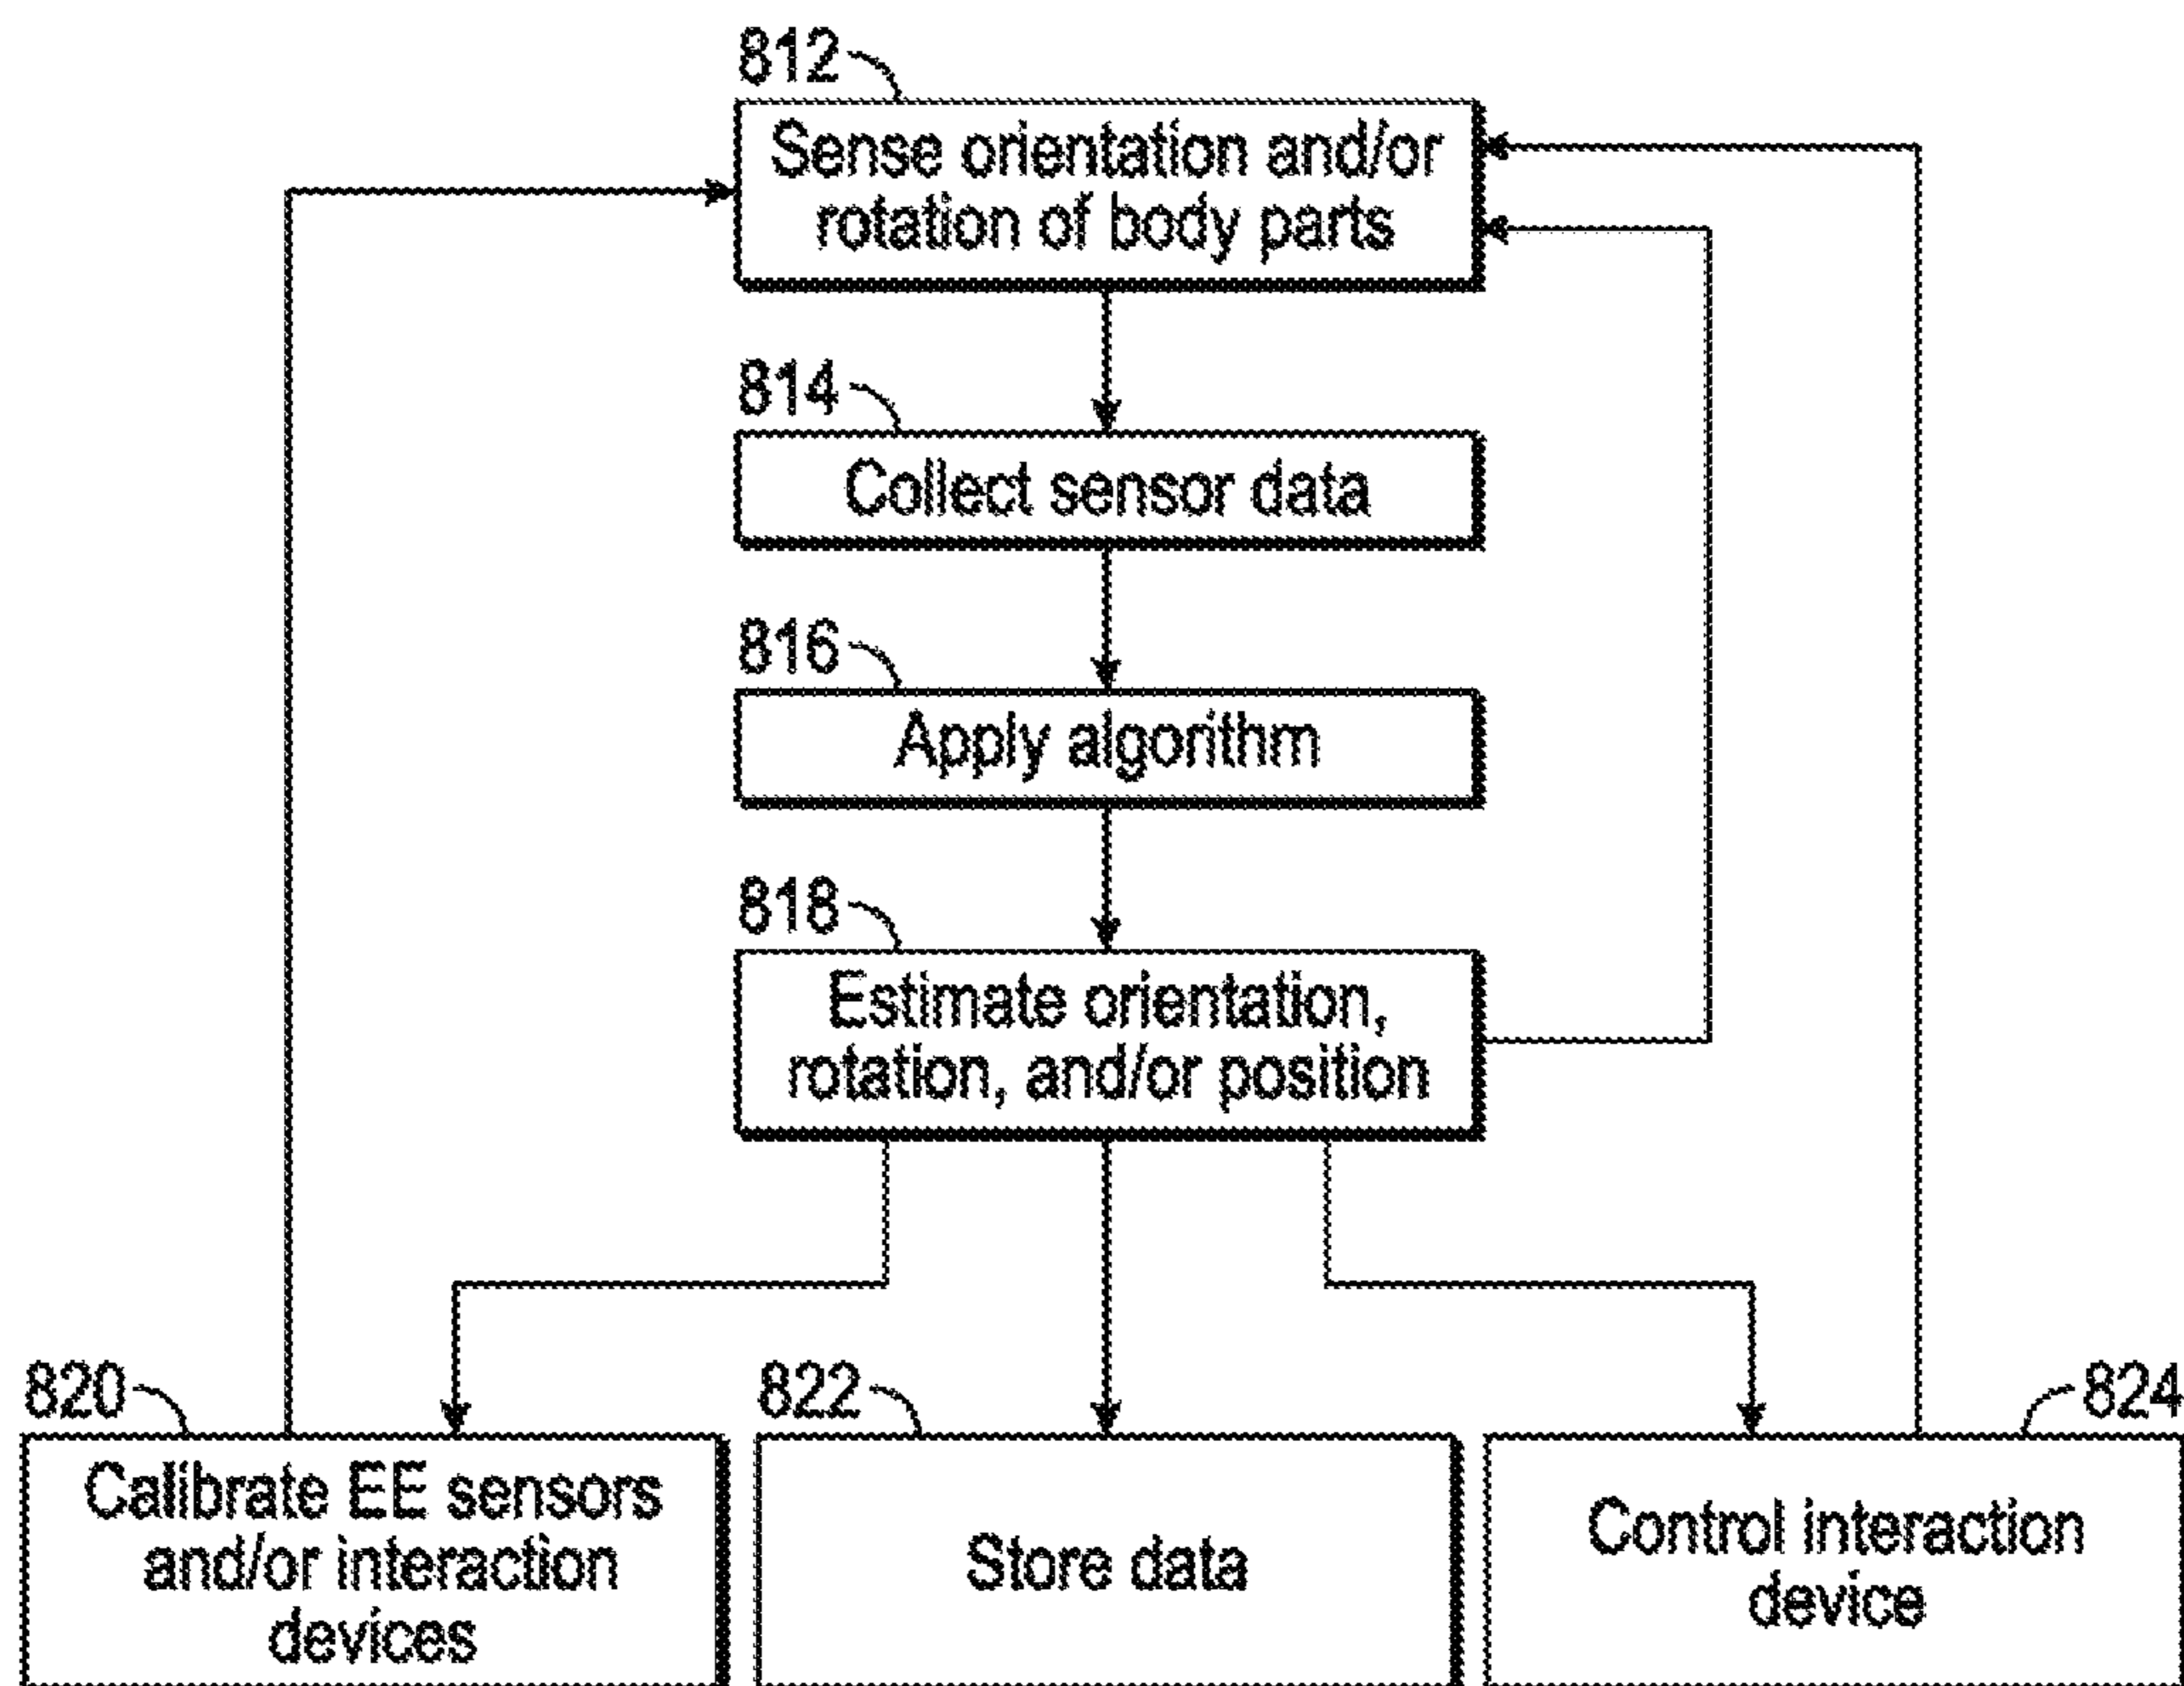 812
Sense orientation and/or
rotation of body parts
814
Collect sensor data
816
Apply algorithm
818
Estimate orientation,
rotation, and/or position
820
Calibrate EE sensors
and/or interaction
devices
822
Store data
824
Control interaction
device